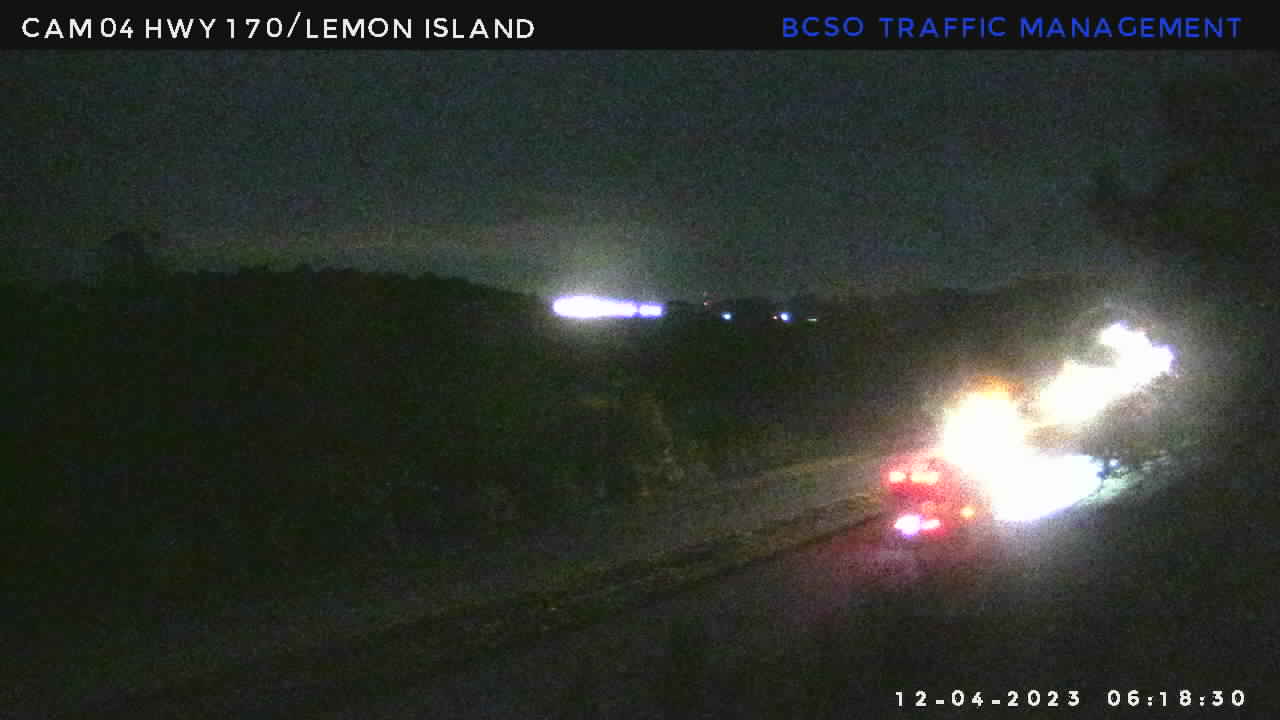 CAM04 HWY 170/LEMON ISLAND
BCSO TRAFFIC MANAGEMENT
12-04-2023 06:18:30